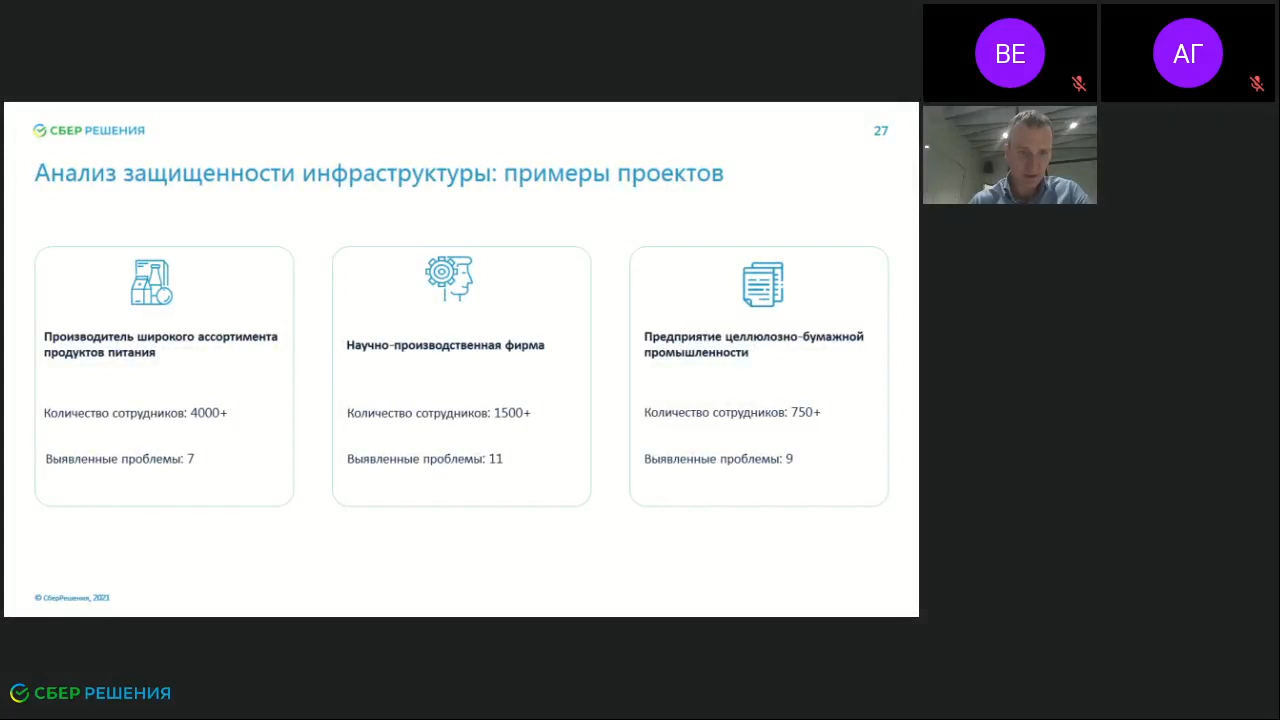 ВЕ
АГ
СБЕР РЕШЕНИЯ
27
Анализ защищенности инфраструктуры: примеры проектов
Производитель широкого ассортимента
продуктов питания
Количество сотрудников: 4000+
Выявленные проблемы: 7
Научно-производственная фирма
Количество сотрудников: 1500+
Выявленные проблемы: 11
Предприятие целлюлозно-бумажной
промышленности
Количество сотрудников: 750+
Выявленные проблемы: 9
© СберРешения, 2021
СБЕР РЕШЕНИЯ